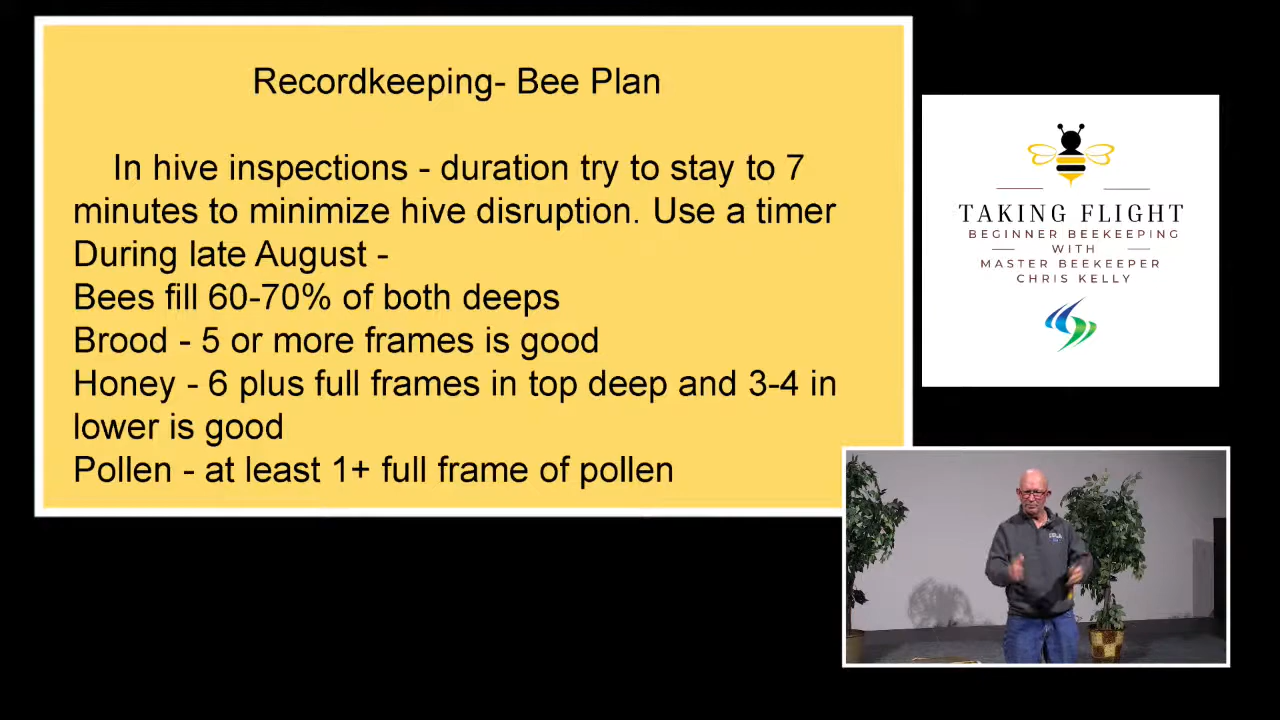 Recordkeeping- Bee Plan
In hive inspections - duration try to stay to 7
minutes to minimize hive disruption. Use a timer
During late August -
Bees fill 60-70% of both deeps
Brood - 5 or more frames is good
Honey - 6 plus full frames in top deep and 3-4 in
lower is good
Pollen - at least 1+ full frame of pollen
TAKING FLIGHT
BEGINNER BEEKEEPING
WITH
MASTER BEEKEEPER
CHRIS KELLY